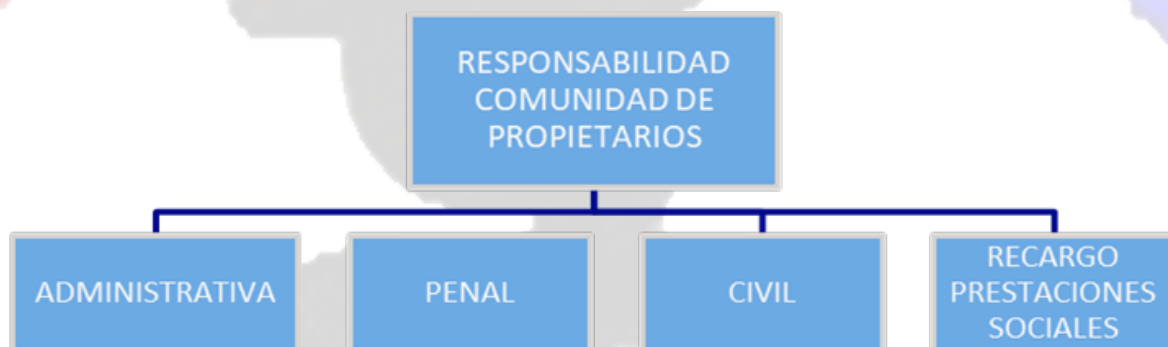 RESPONSABILIDAD
COMUNIDAD DE
PROPIETARIOS
ADMINISTRATIVA
PENAL
CIVIL
RECARGO
PRESTACIONES
SOCIALES